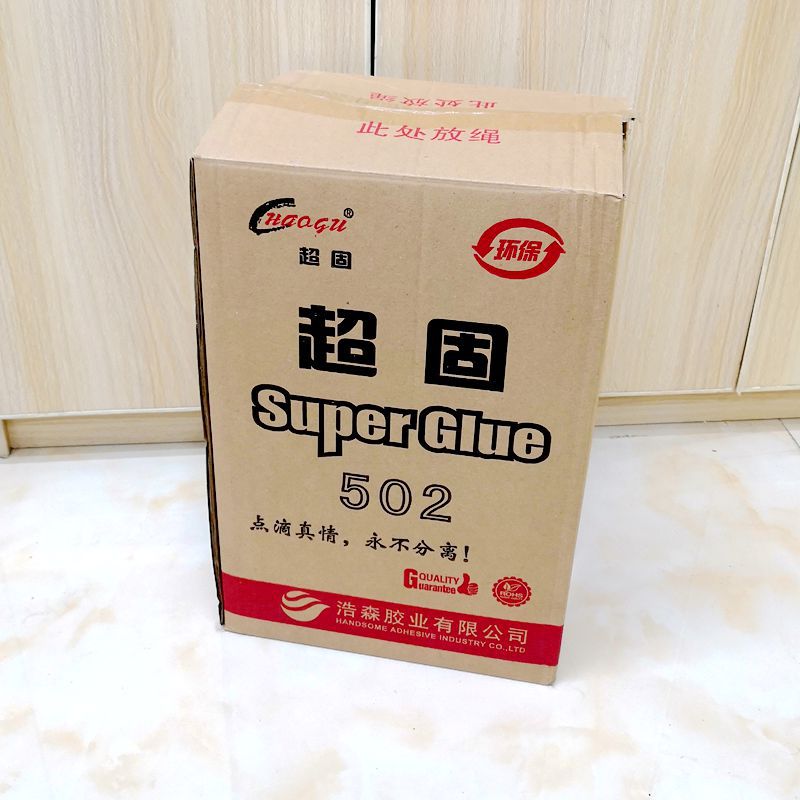 此处放绳
此处放绳
CHAOGU®
超固
环保
超固
Super Glue
502
点滴真情，永不分离！
QUALITY
Guarantee
ROHS
浩森胶业有限公司
HANDSOME ADHESIVE INDUSTRY CO.,LTD